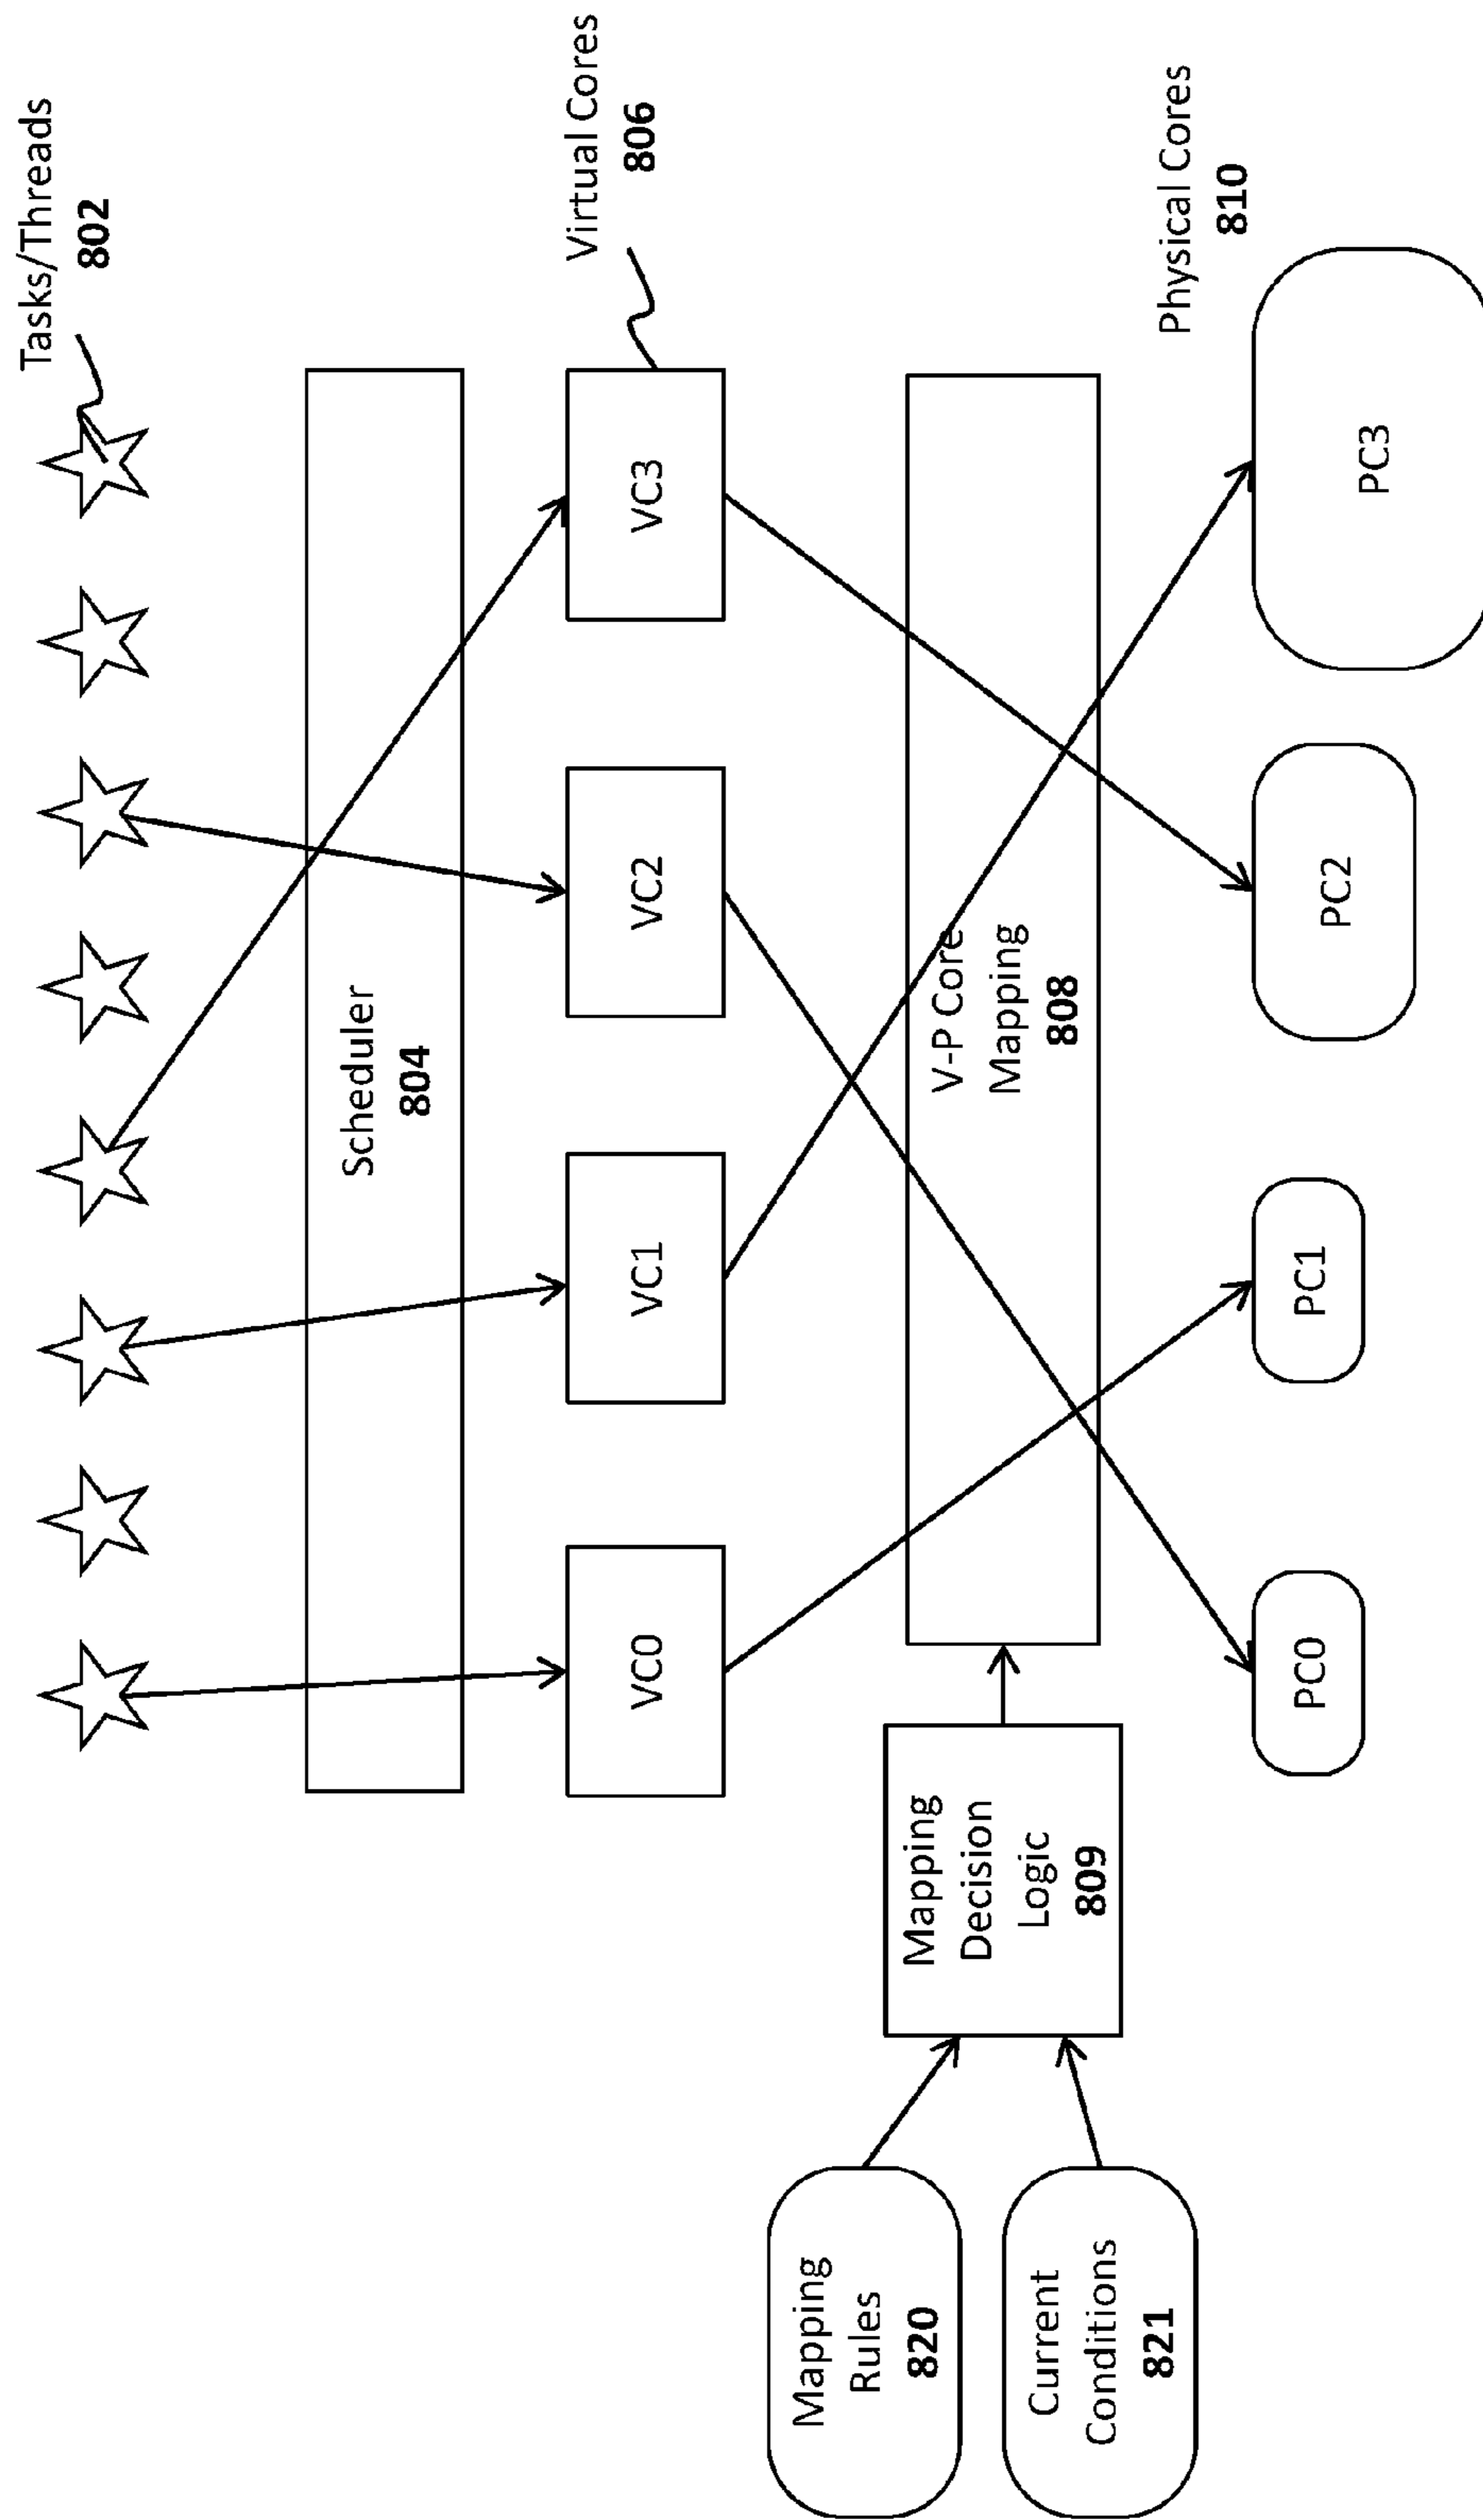 Tasks/Threads
802
Scheduler
804
Virtual Cores
806
VC0
VC1
VC2
VC3
Mapping
Rules
820
Current
Conditions
821
Mapping
Decision
Logic
809
V-P Core
Mapping
808
Physical Cores
810
PC0
PC1
PC2
PC3